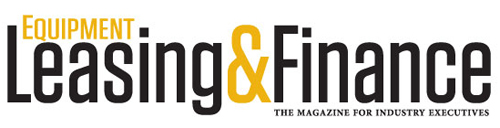 EQUIPMENT
Leasing&Finance
THE MAGAZINE FOR INDUSTRY EXECUTIVES